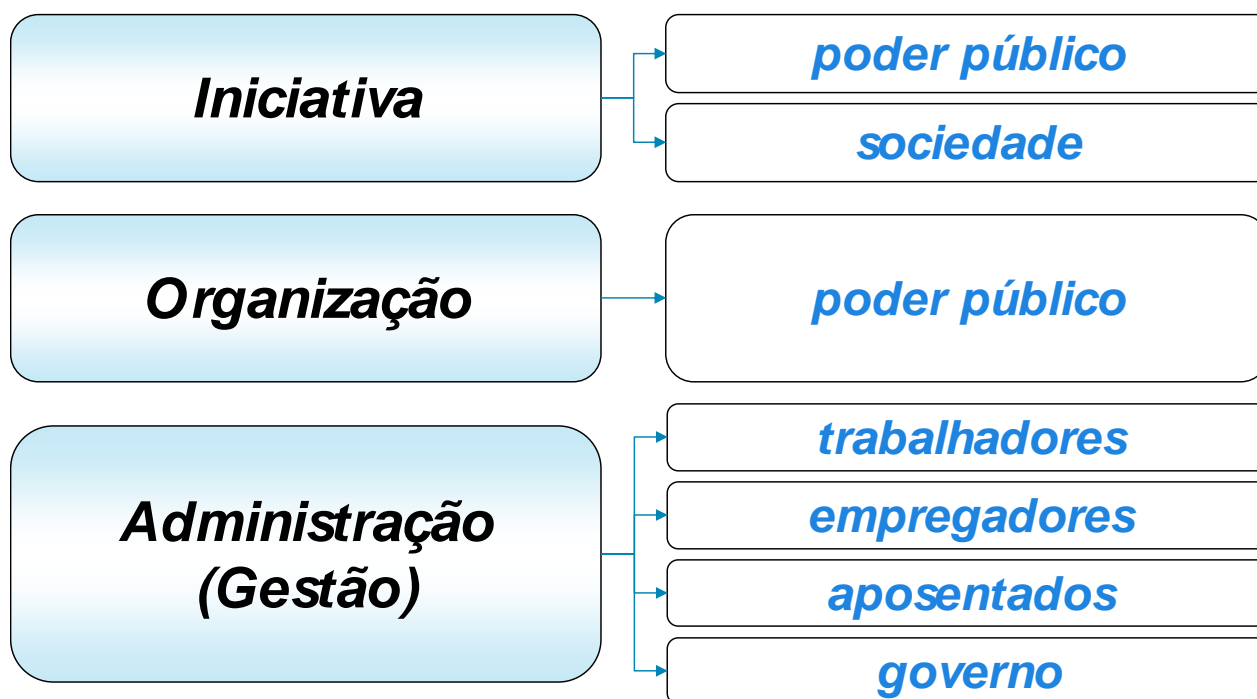 Iniciativa
poder público
sociedade
Organização
poder público
Administração
(Gestão)
trabalhadores
empregadores
aposentados
governo